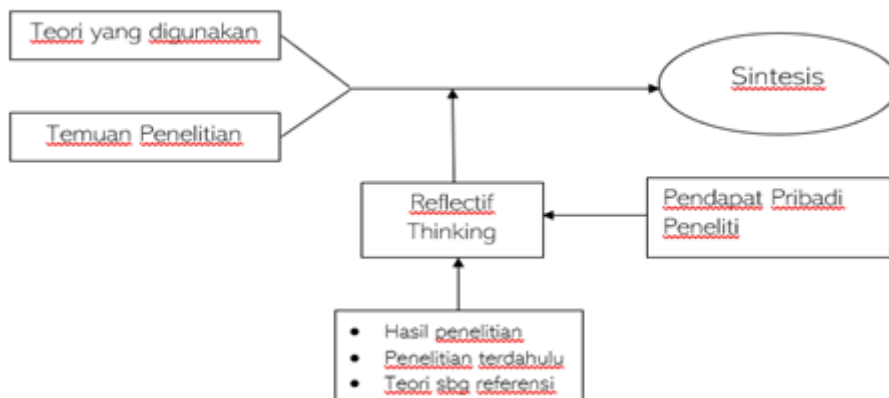 Teori yang digunakan
Sintesis
Temuan Penelitian
Reflectif
Thinking
Pendapat Pribadi
Peneliti
• Hasil penelitian
• Penelitian terdahulu
• Teori sbg referensi